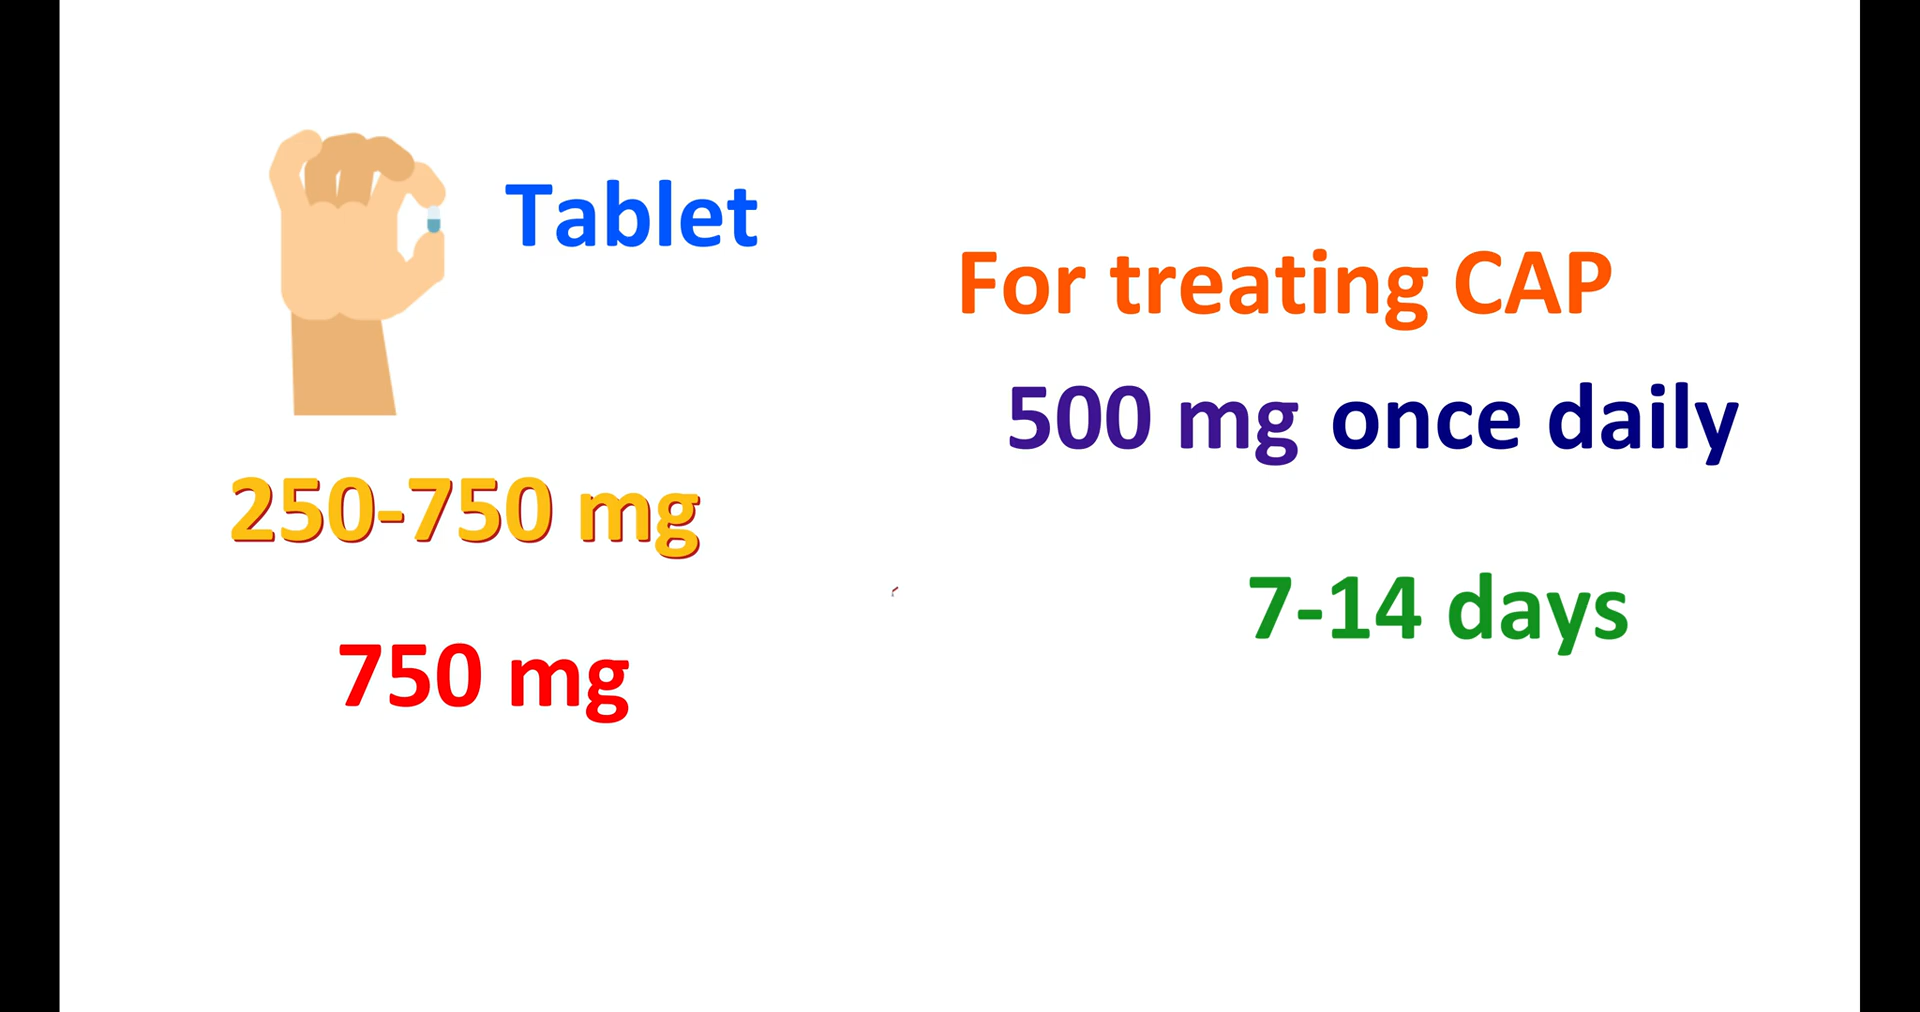 Tablet
250-750 mg
750 mg
For treating CAP
500 mg once daily
7-14 days